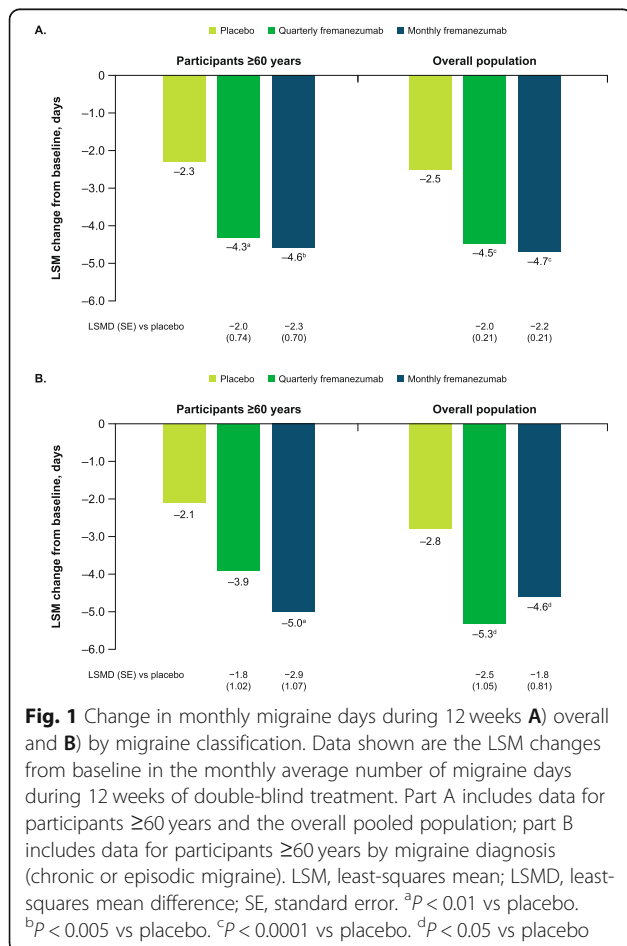 A.
Placebo Quarterly fremanezumab Monthly fremanezumab
Participants ≥60 years Overall population
LSM change from baseline, days
0
−1.0
−2.0
−3.0
−4.0
−5.0
−6.0
−2.3
−4.3ᵃ
−4.6ᵇ
−2.5
−4.5ᶜ
−4.7ᶜ
LSMD (SE) vs placebo −2.0 −2.3 −2.0 −2.2
(0.74) (0.70) (0.21) (0.21)
B.
Placebo Quarterly fremanezumab Monthly fremanezumab
Participants ≥60 years Overall population
LSM change from baseline, days
0
−1.0
−2.0
−3.0
−4.0
−5.0
−6.0
−2.1
−3.9
−5.0ᵃ
−2.8
−5.3ᵈ
−4.6ᵈ
LSMD (SE) vs placebo −1.8 −2.9 −2.5 −1.8
(1.02) (1.07) (1.05) (0.81)
Fig. 1 Change in monthly migraine days during 12 weeks A) overall
and B) by migraine classification. Data shown are the LSM changes
from baseline in the monthly average number of migraine days
during 12 weeks of double-blind treatment. Part A includes data for
participants ≥60 years and the overall pooled population; part B
includes data for participants ≥60 years by migraine diagnosis
(chronic or episodic migraine). LSM, least-squares mean; LSMD, least-
squares mean difference; SE, standard error. ᵃP < 0.01 vs placebo.
ᵇP < 0.005 vs placebo. ᶜP < 0.0001 vs placebo. ᵈP < 0.05 vs placebo